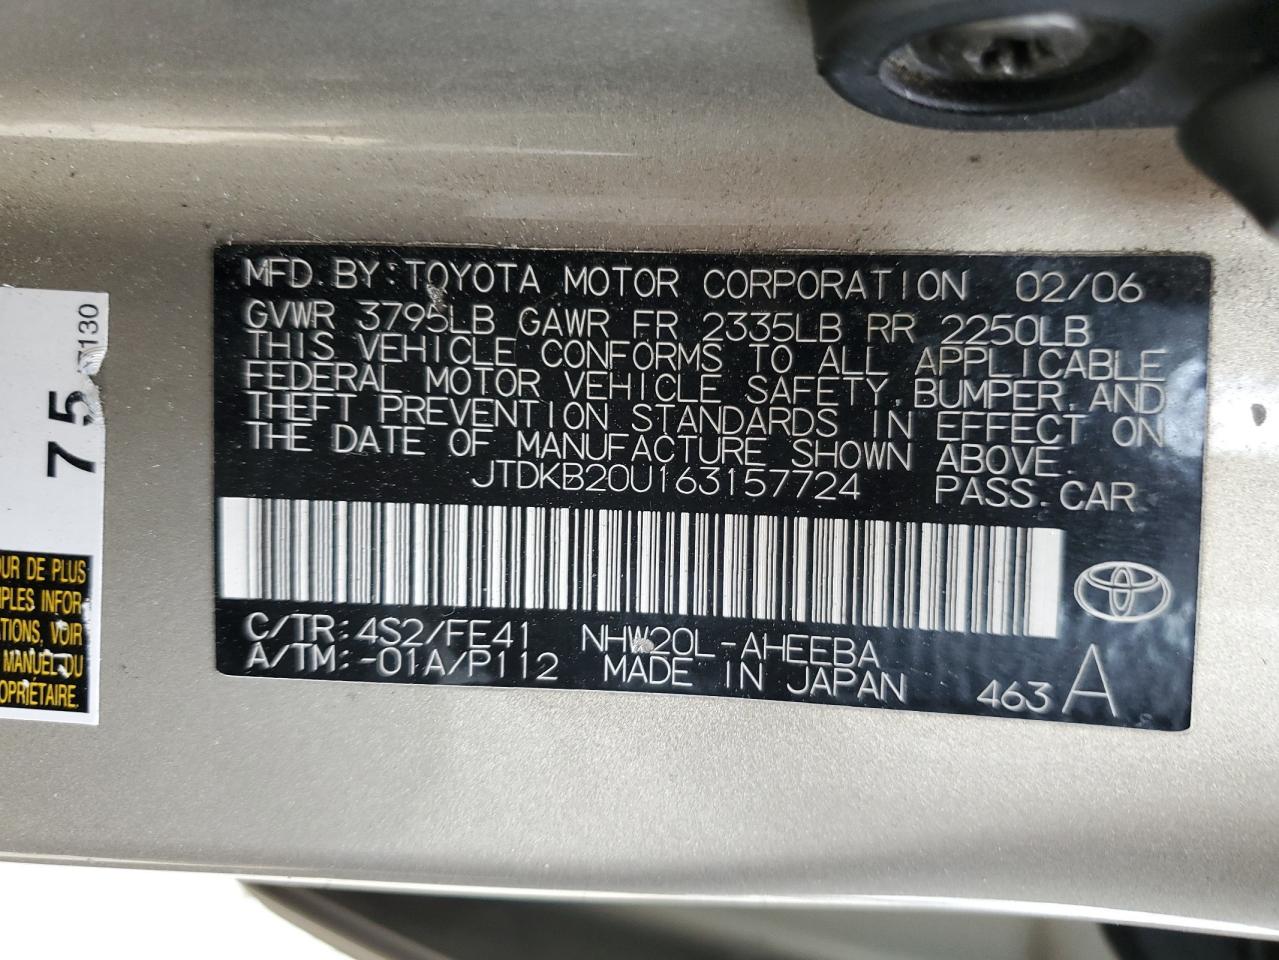 MFD. BY: TOYOTA MOTOR CORPORATION 02/06
GVWR 3795LB GAWR FR 2335LB RR 2250LB
THIS VEHICLE CONFORMS TO ALL APPLICABLE
FEDERAL MOTOR VEHICLE SAFETY, BUMPER, AND
THEFT PREVENTION STANDARDS IN EFFECT ON
THE DATE OF MANUFACTURE SHOWN ABOVE.
JTDKB20U163157724 PASS. CAR
C/TR: 4S2/FE41 NHW20L-AHEEBA
A/TM: -01A/P112 MADE IN JAPAN 463 A
130
75
UR DE PLUS
PLES INFOR
TIONS, VOIR
MANUEL DU
OPRIÉTAIRE.